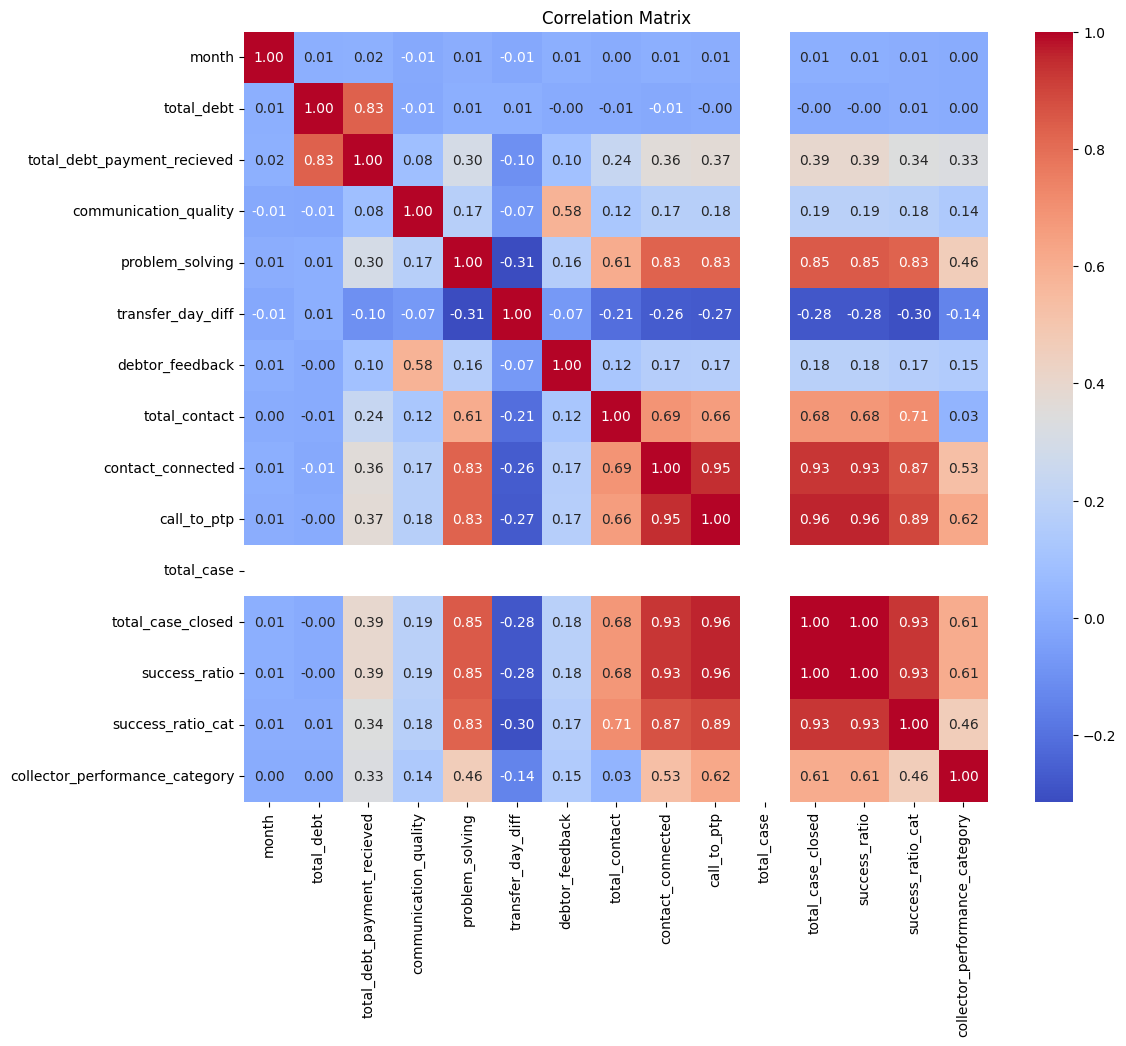 Correlation Matrix
month 1.00 0.01 0.02 -0.01 0.01 -0.01 0.01 0.00 0.01 0.01 0.01 0.01 0.01 0.00
total_debt 0.01 1.00 0.83 -0.01 0.01 0.01 -0.00 -0.01 -0.01 -0.00 -0.00 -0.00 0.01 0.00
total_debt_payment_recieved 0.02 0.83 1.00 0.08 0.30 -0.10 0.10 0.24 0.36 0.37 0.39 0.39 0.34 0.33
communication_quality -0.01 -0.01 0.08 1.00 0.17 -0.07 0.58 0.12 0.17 0.18 0.19 0.19 0.18 0.14
problem_solving 0.01 0.01 0.30 0.17 1.00 -0.31 0.16 0.61 0.83 0.83 0.85 0.85 0.83 0.46
transfer_day_diff -0.01 0.01 -0.10 -0.07 -0.31 1.00 -0.07 -0.21 -0.26 -0.27 -0.28 -0.28 -0.30 -0.14
debtor_feedback 0.01 -0.00 0.10 0.58 0.16 -0.07 1.00 0.12 0.17 0.17 0.18 0.18 0.17 0.15
total_contact 0.00 -0.01 0.24 0.12 0.61 -0.21 0.12 1.00 0.69 0.66 0.68 0.68 0.71 0.03
contact_connected 0.01 -0.01 0.36 0.17 0.83 -0.26 0.17 0.69 1.00 0.95 0.93 0.93 0.87 0.53
call_to_ptp 0.01 -0.00 0.37 0.18 0.83 -0.27 0.17 0.66 0.95 1.00 0.96 0.96 0.89 0.62
total_case
total_case_closed 0.01 -0.00 0.39 0.19 0.85 -0.28 0.18 0.68 0.93 0.96 1.00 1.00 0.93 0.61
success_ratio 0.01 -0.00 0.39 0.19 0.85 -0.28 0.18 0.68 0.93 0.96 1.00 1.00 0.93 0.61
success_ratio_cat 0.01 0.01 0.34 0.18 0.83 -0.30 0.17 0.71 0.87 0.89 0.93 0.93 1.00 0.46
collector_performance_category 0.00 0.00 0.33 0.14 0.46 -0.14 0.15 0.03 0.53 0.62 0.61 0.61 0.46 1.00
month
total_debt
total_debt_payment_recieved
communication_quality
problem_solving
transfer_day_diff
debtor_feedback
total_contact
contact_connected
call_to_ptp
total_case
total_case_closed
success_ratio
success_ratio_cat
collector_performance_category
1.0
0.8
0.6
0.4
0.2
0.0
−0.2